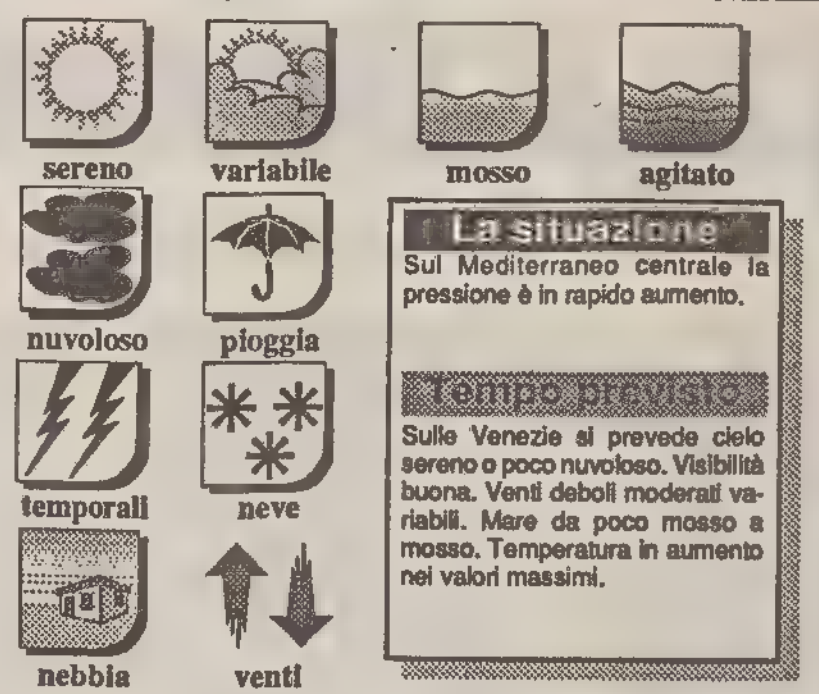 sereno
variabile
mosso
agitato
nuvoloso
pioggia
temporali
neve
nebbia
venti
La situazione
Sul Mediterraneo centrale la
pressione è in rapido aumento.
Tempo previsto
Sulle Venezie si prevede cielo
sereno o poco nuvoloso. Visibilità
buona. Venti deboli moderati va-
riabili. Mare da poco mosso a
mosso. Temperatura in aumento
nei valori massimi.